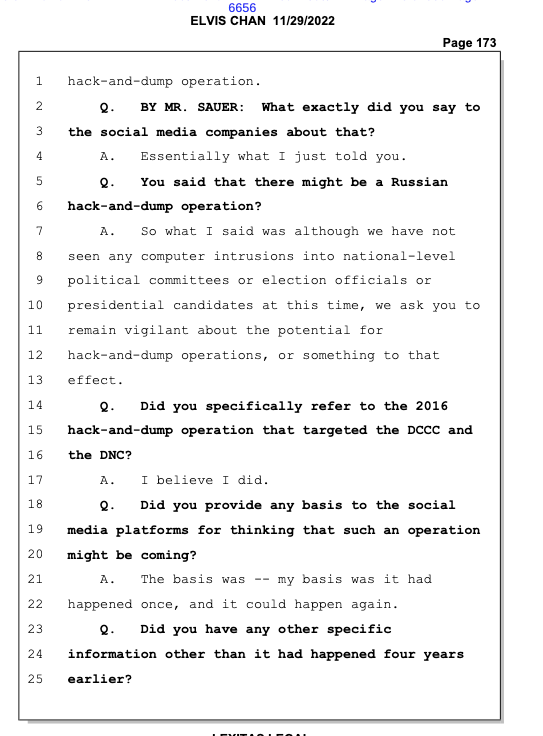 6656
ELVIS CHAN 11/29/2022
Page 173
1 hack-and-dump operation.
2 Q. BY MR. SAUER: What exactly did you say to
3 the social media companies about that?
4 A. Essentially what I just told you.
5 Q. You said that there might be a Russian
6 hack-and-dump operation?
7 A. So what I said was although we have not
8 seen any computer intrusions into national-level
9 political committees or election officials or
10 presidential candidates at this time, we ask you to
11 remain vigilant about the potential for
12 hack-and-dump operations, or something to that
13 effect.
14 Q. Did you specifically refer to the 2016
15 hack-and-dump operation that targeted the DCCC and
16 the DNC?
17 A. I believe I did.
18 Q. Did you provide any basis to the social
19 media platforms for thinking that such an operation
20 might be coming?
21 A. The basis was -- my basis was it had
22 happened once, and it could happen again.
23 Q. Did you have any other specific
24 information other than it had happened four years
25 earlier?